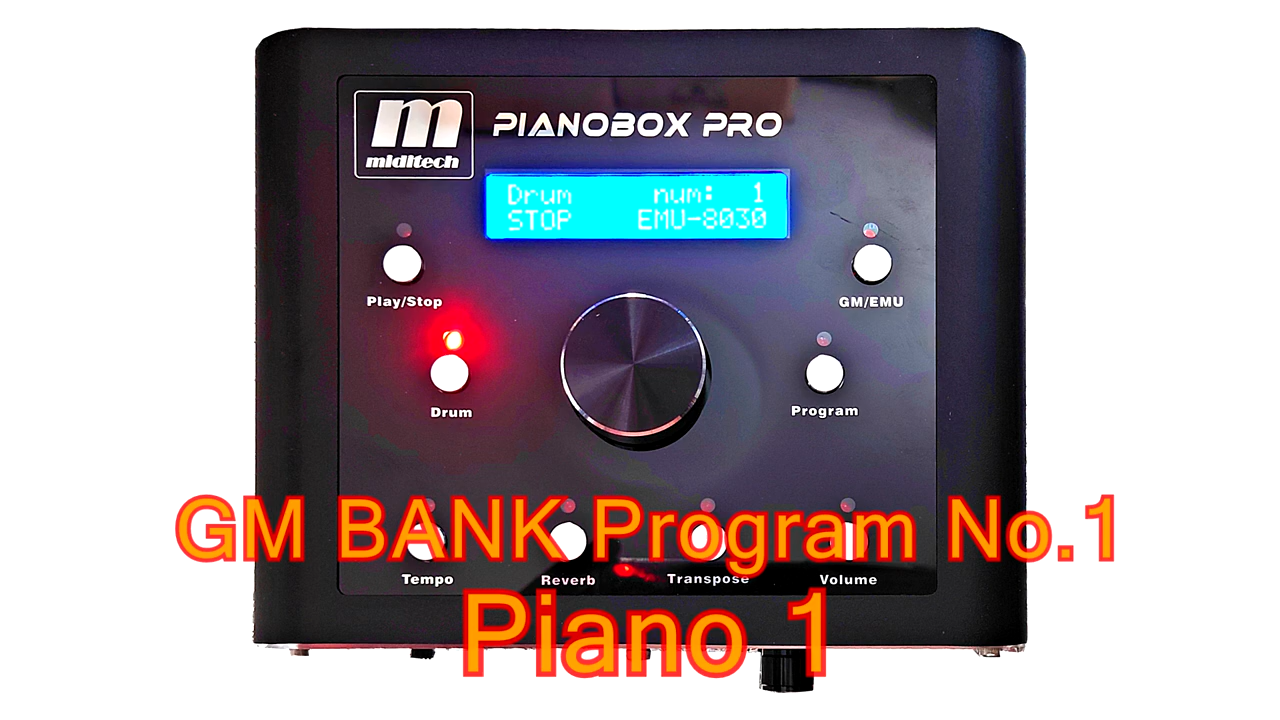 m
miditech
PIANOBOX PRO
Drum num: 1
STOP EMU-8030
Play/Stop
GM/EMU
Drum
Program
GM BANK Program No.1
Tempo
Reverb
Transpose
Volume
Piano 1